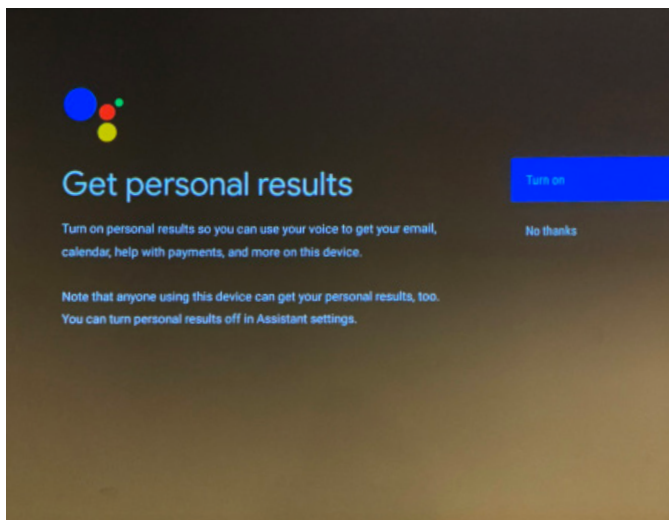 Get personal results
Turn on
Turn on personal results so you can use your voice to get your email,
calendar, help with payments, and more on this device.
No thanks
Note that anyone using this device can get your personal results, too.
You can turn personal results off in Assistant settings.